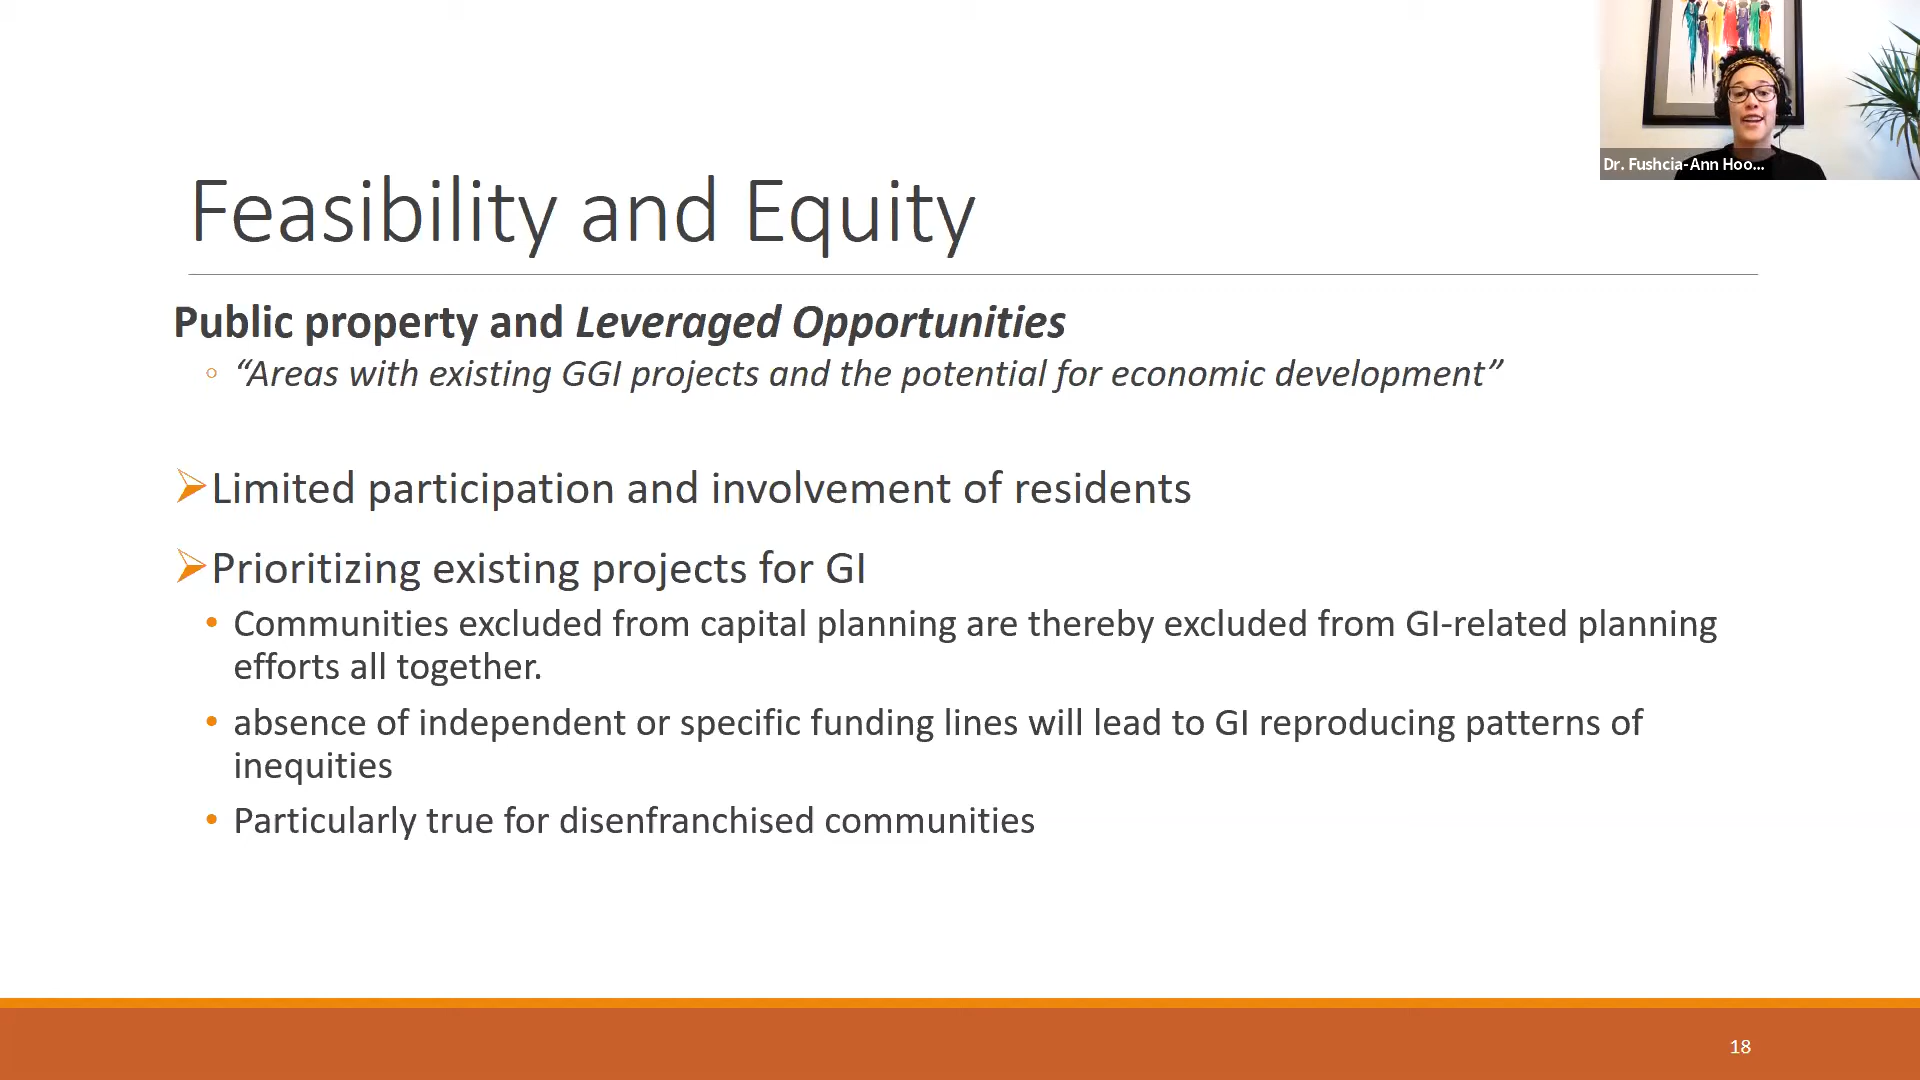 Dr. Fushcia-Ann Hoo...
Feasibility and Equity
Public property and Leveraged Opportunities
◦ “Areas with existing GGI projects and the potential for economic development”
➢Limited participation and involvement of residents
➢Prioritizing existing projects for GI
• Communities excluded from capital planning are thereby excluded from GI-related planning
efforts all together.
• absence of independent or specific funding lines will lead to GI reproducing patterns of
inequities
• Particularly true for disenfranchised communities
18